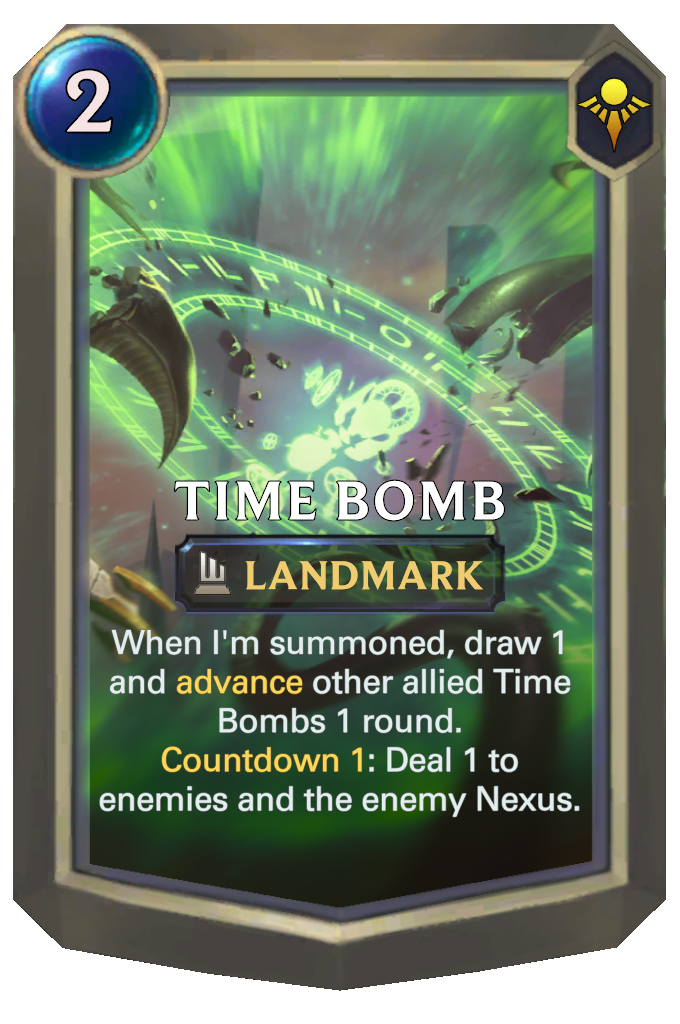 2
TIME BOMB
LANDMARK
When I'm summoned, draw 1
and advance other allied Time
Bombs 1 round.
Countdown 1: Deal 1 to
enemies and the enemy Nexus.